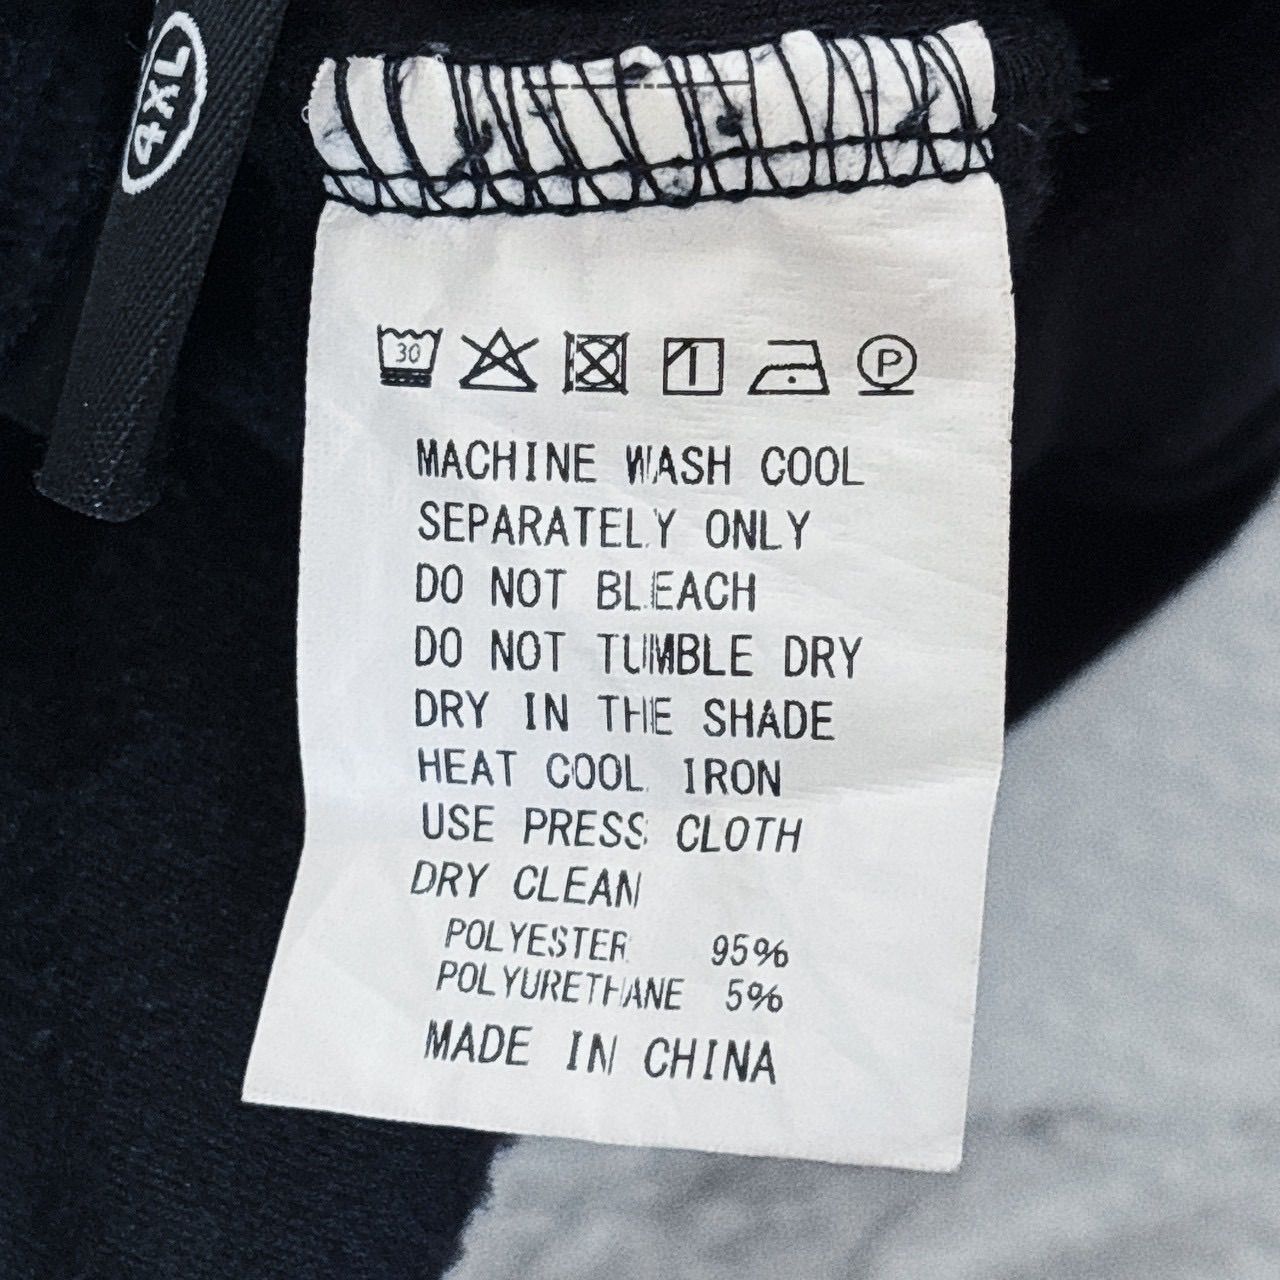 4XL
30
P
MACHINE WASH COOL
SEPARATELY ONLY
DO NOT BLEACH
DO NOT TUMBLE DRY
DRY IN THE SHADE
HEAT COOL IRON
USE PRESS CLOTH
DRY CLEAN
POLYESTER 95%
POLYURETHANE 5%
MADE IN CHINA